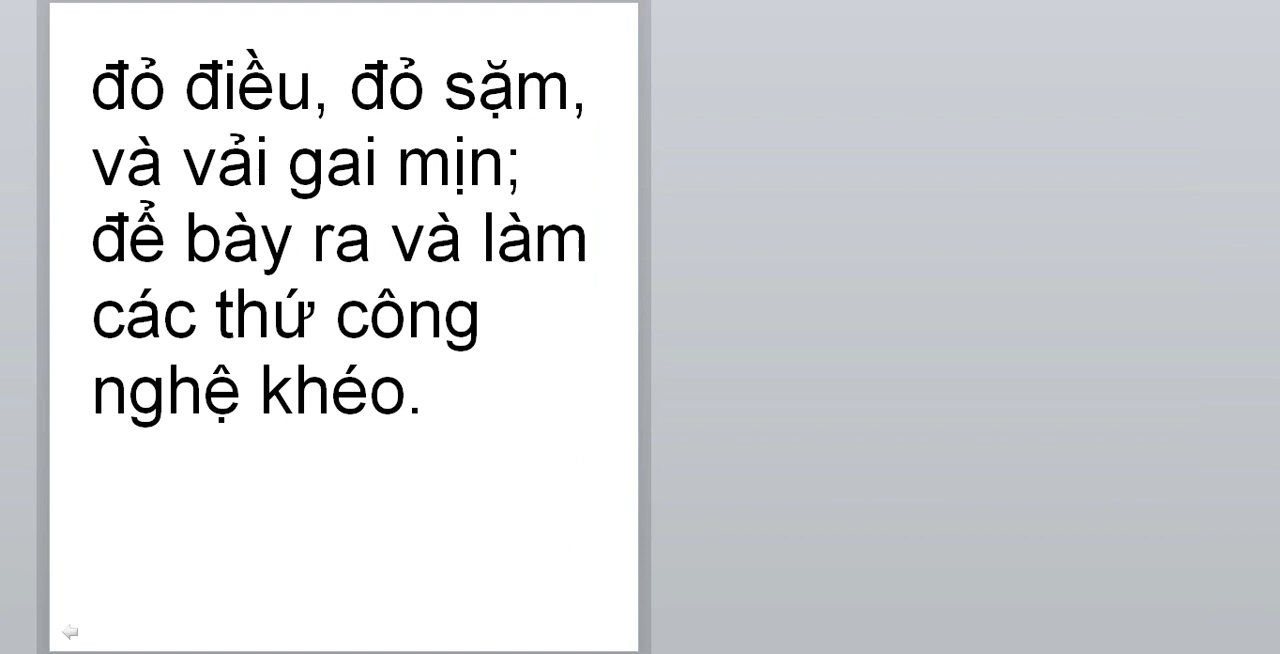 đỏ điều, đỏ sặm,
và vải gai mịn;
để bày ra và làm
các thứ công
nghệ khéo.